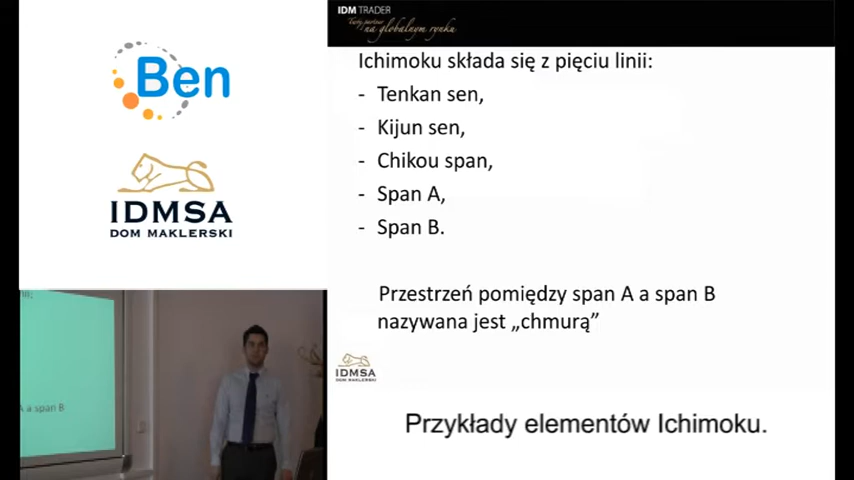 Ben
IDMSA
DOM MAKLERSKI
IDM TRADER
Twój partner
na globalnym rynku
Ichimoku składa się z pięciu linii:
- Tenkan sen,
- Kijun sen,
- Chikou span,
- Span A,
- Span B.
Przestrzeń pomiędzy span A a span B
nazywana jest „chmurą”
IDMSA
DOM MAKLERSKI
Przykłady elementów Ichimoku.
A a span B